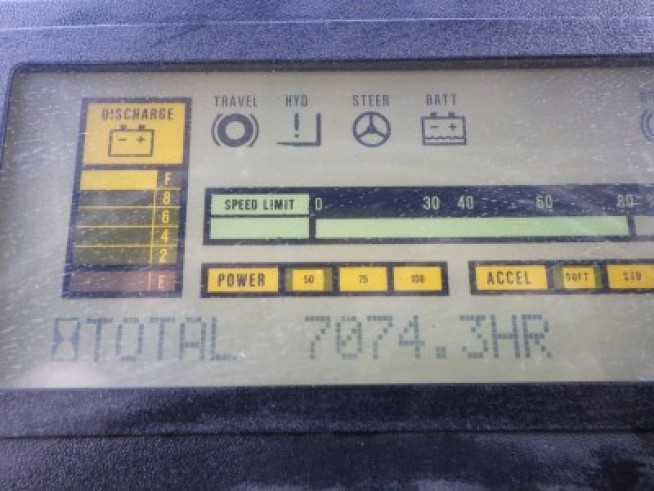 DISCHARGE
TRAVEL HYD STEER BATT
F
8
6
4
2
E
SPEED LIMIT 0 30 40 60 80
POWER 50 75 100 ACCEL SOFT STD
TOTAL 7074.3HR